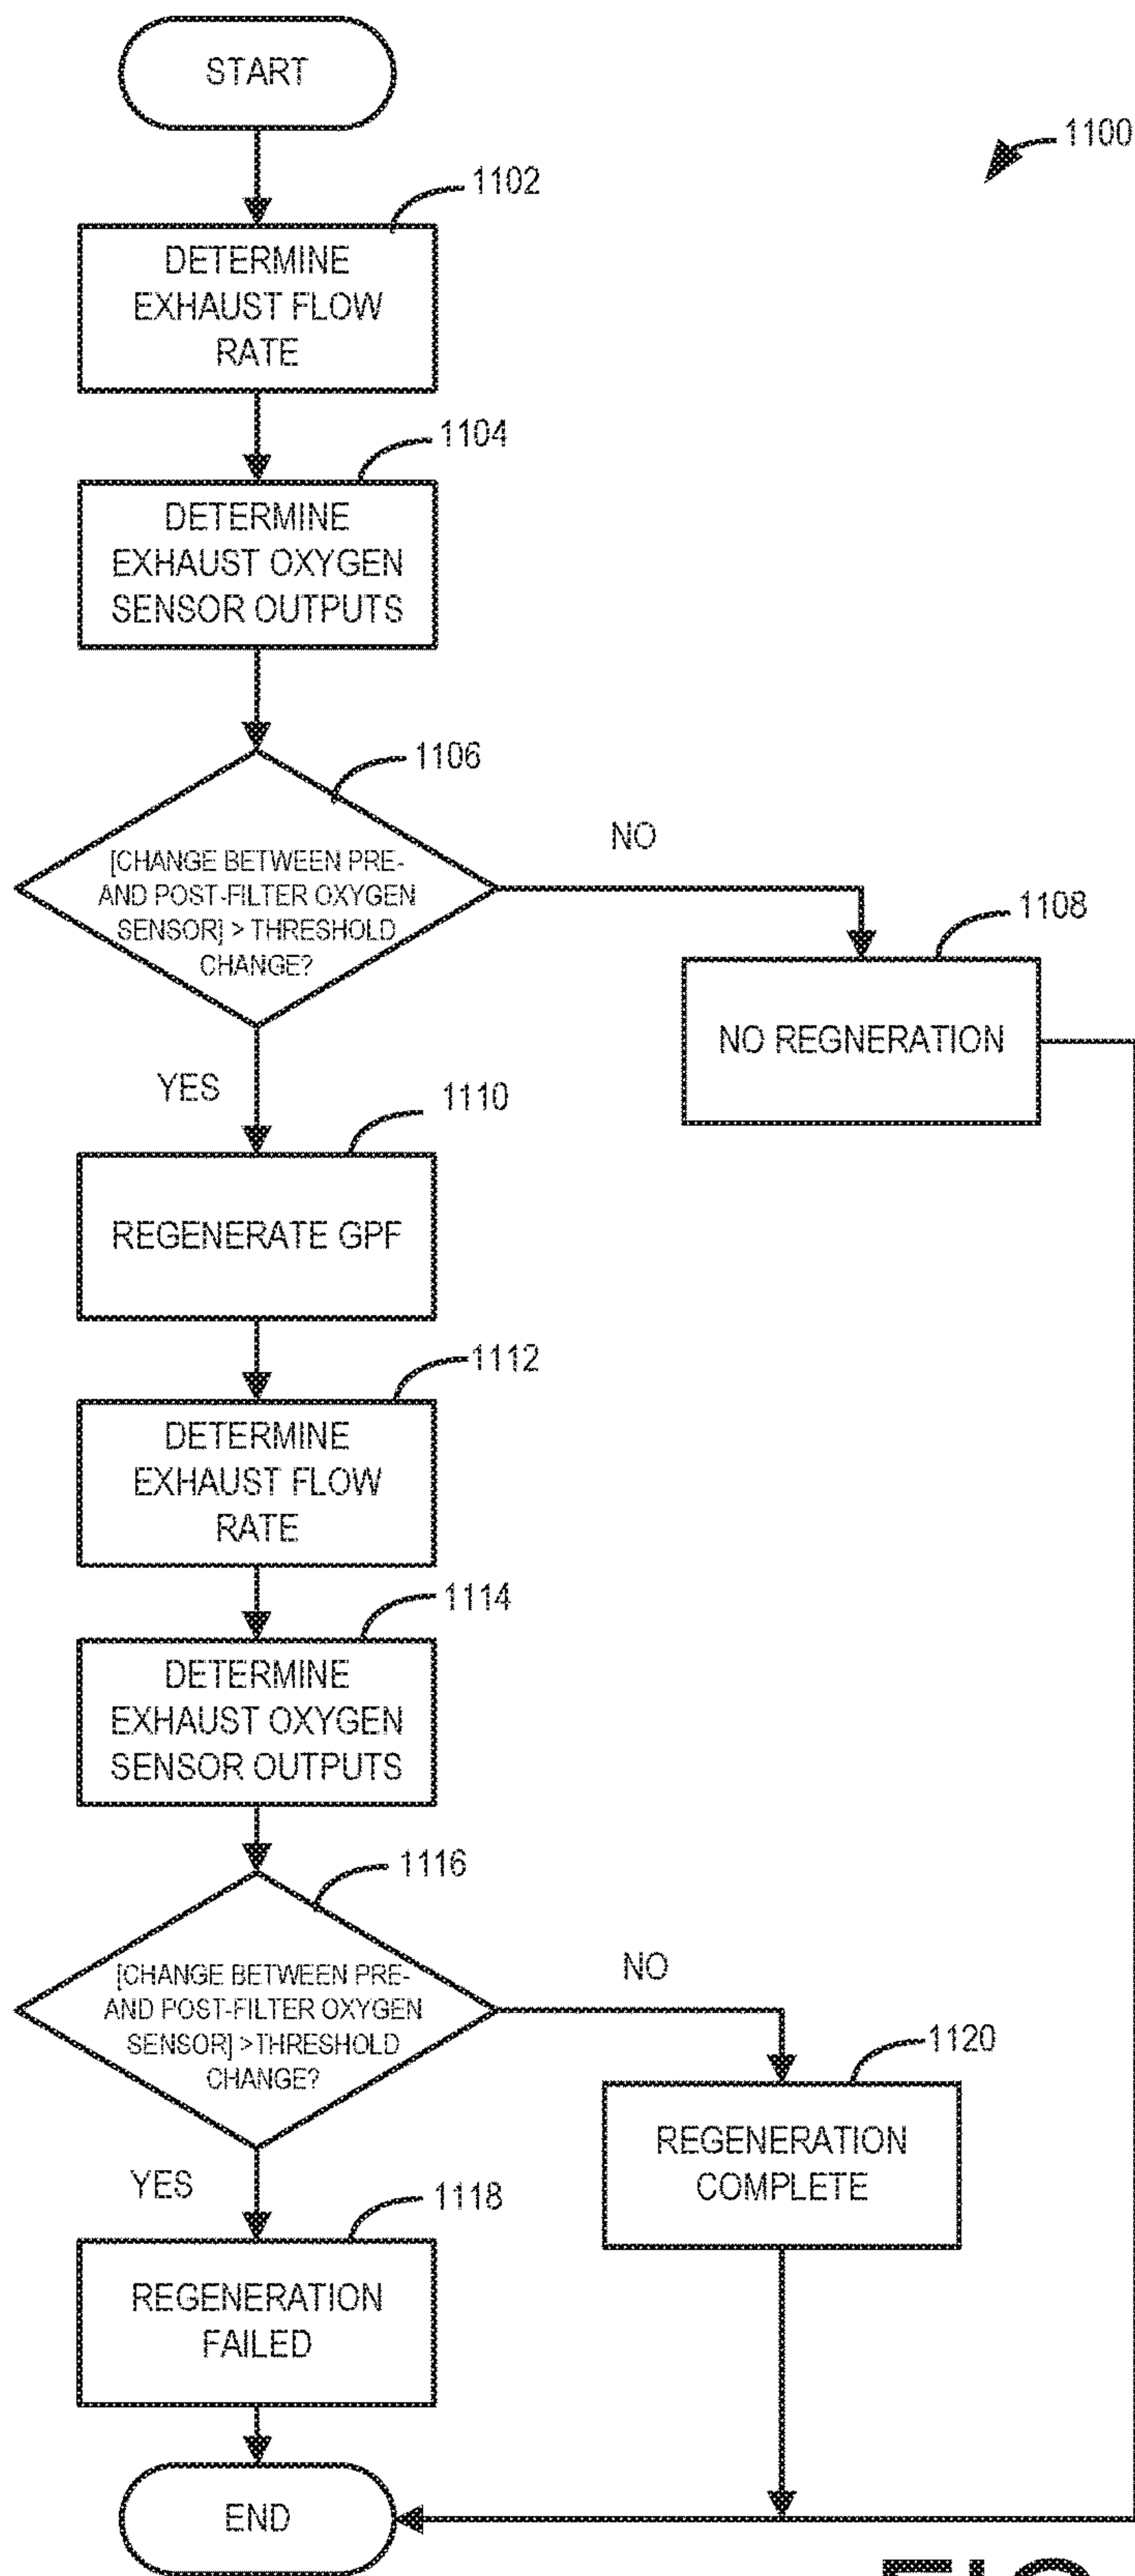 START
1100
1102
DETERMINE
EXHAUST FLOW
RATE
1104
DETERMINE
EXHAUST OXYGEN
SENSOR OUTPUTS
1106
[CHANGE BETWEEN PRE-
AND POST-FILTER OXYGEN
SENSOR] > THRESHOLD
CHANGE?
NO
1108
NO REGNERATION
YES
1110
REGENERATE GPF
1112
DETERMINE
EXHAUST FLOW
RATE
1114
DETERMINE
EXHAUST OXYGEN
SENSOR OUTPUTS
1116
[CHANGE BETWEEN PRE-
AND POST-FILTER OXYGEN
SENSOR] >THRESHOLD
CHANGE?
NO
1120
REGENERATION
COMPLETE
YES
1118
REGENERATION
FAILED
END